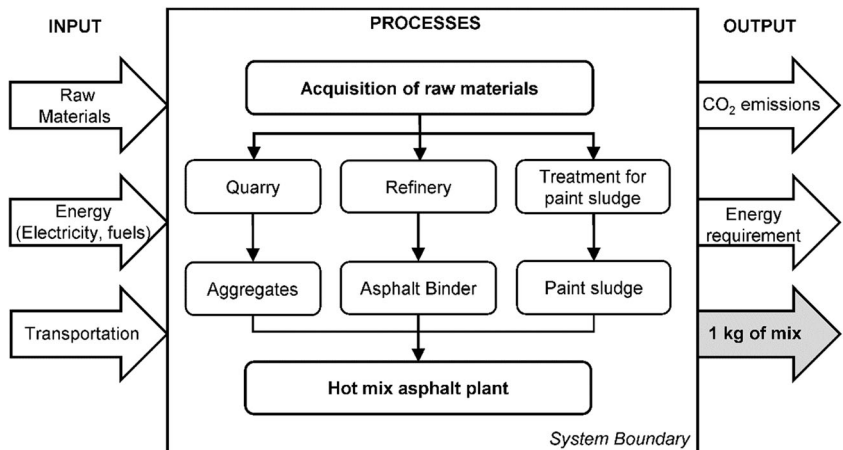 INPUT
PROCESSES
OUTPUT
Raw
Materials
Energy
(Electricity, fuels)
Transportation
Acquisition of raw materials
Quarry
Refinery
Treatment for
paint sludge
Aggregates
Asphalt Binder
Paint sludge
Hot mix asphalt plant
System Boundary
CO₂ emissions
Energy
requirement
1 kg of mix